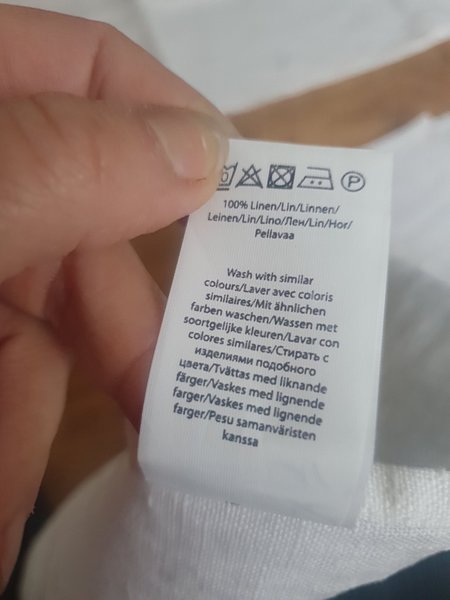 P
100% Linen/Lin/Linnen/
Leinen/Lin/Lino/Лен/Lin/Hor/
Pellavaa
Wash with similar
colours/Laver avec coloris
similaires/Mit ähnlichen
farben waschen/Wassen met
soortgelijke kleuren/Lavar con
colores similares/Стирать с
изделиями подобного
цвета/Tvättas med liknande
färger/Vaskes med lignende
farger/Vaskes med lignende
farger/Pesu samanväristen
kanssa